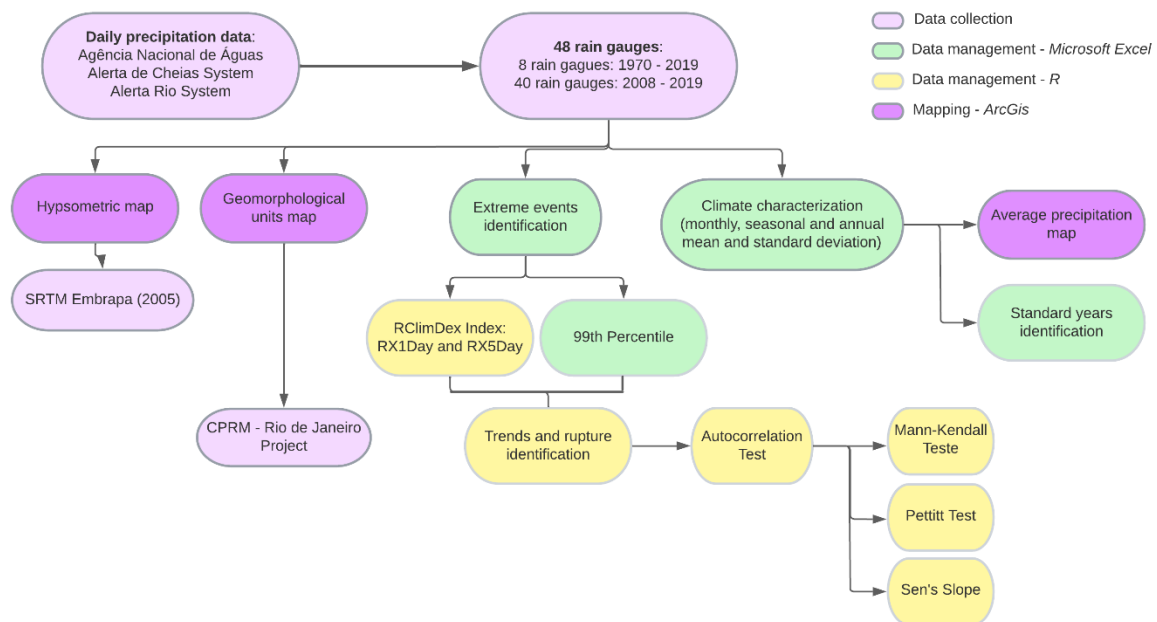 Daily precipitation data:
Agência Nacional de Águas
Alerta de Cheias System
Alerta Rio System
48 rain gauges:
8 rain gagues: 1970 - 2019
40 rain gauges: 2008 - 2019
Data collection
Data management - Microsoft Excel
Data management - R
Mapping - ArcGis
Hypsometric map
Geomorphological
units map
Extreme events
identification
Climate characterization
(monthly, seasonal and annual
mean and standard deviation)
Average precipitation
map
SRTM Embrapa (2005)
RClimDex Index:
RX1Day and RX5Day
99th Percentile
Standard years
identification
CPRM - Rio de Janeiro
Project
Trends and rupture
identification
Autocorrelation
Test
Mann-Kendall
Teste
Pettitt Test
Sen's Slope